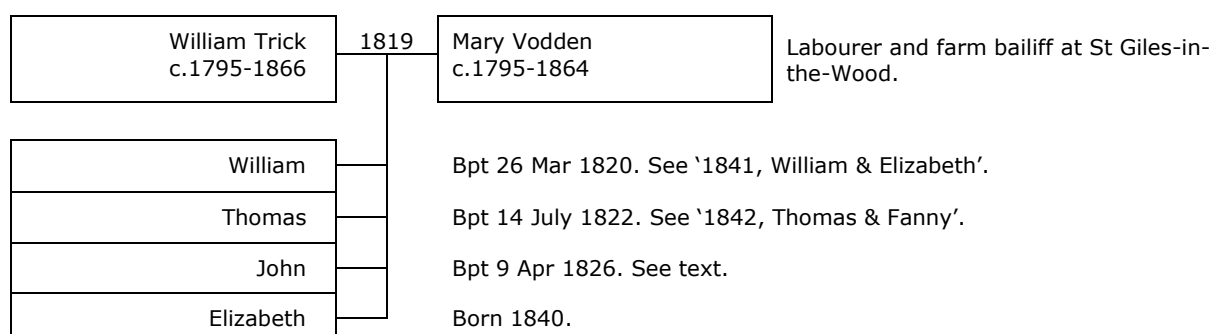 William Trick
c.1795-1866
1819
Mary Vodden
c.1795-1864
Labourer and farm bailiff at St Giles-in-
the-Wood.
William
Bpt 26 Mar 1820. See ‘1841, William & Elizabeth’.
Thomas
Bpt 14 July 1822. See ‘1842, Thomas & Fanny’.
John
Bpt 9 Apr 1826. See text.
Elizabeth
Born 1840.